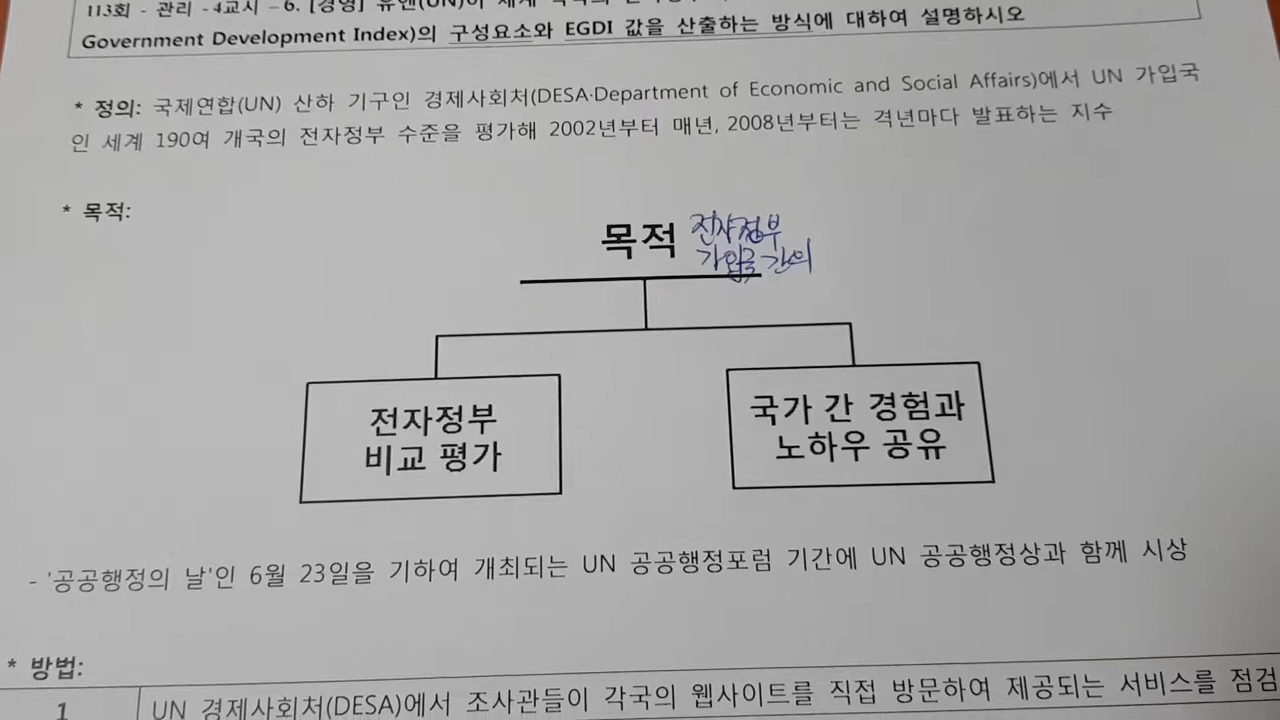 113회 - 관리 - 4교시 – 6. [경영] 유엔(UN)이 세계
Government Development Index)의 구성요소와 EGDI 값을 산출하는 방식에 대하여 설명하시오
* 정의: 국제연합(UN) 산하 기구인 경제사회처(DESA·Department of Economic and Social Affairs)에서 UN 가입국
인 세계 190여 개국의 전자정부 수준을 평가해 2002년부터 매년, 2008년부터는 격년마다 발표하는 지수
* 목적:
목적 전자정부
가입국 간의
전자정부
비교 평가
국가 간 경험과
노하우 공유
- '공공행정의 날'인 6월 23일을 기하여 개최되는 UN 공공행정포럼 기간에 UN 공공행정상과 함께 시상
* 방법:
1 UN 경제사회처(DESA)에서 조사관들이 각국의 웹사이트를 직접 방문하여 제공되는 서비스를 점검